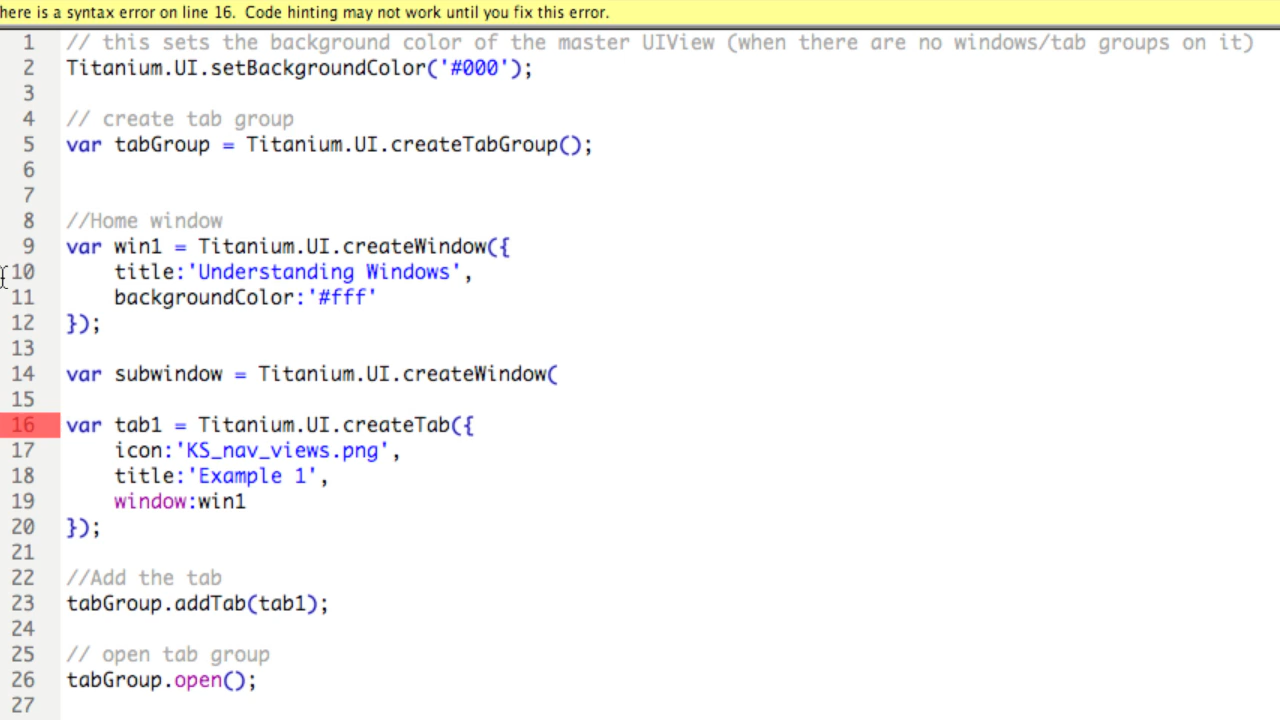 here is a syntax error on line 16. Code hinting may not work until you fix this error.
1 // this sets the background color of the master UIView (when there are no windows/tab groups on it)
2 Titanium.UI.setBackgroundColor('#000');
3
4 // create tab group
5 var tabGroup = Titanium.UI.createTabGroup();
6
7
8 //Home window
9 var win1 = Titanium.UI.createWindow({
10     title:'Understanding Windows',
11     backgroundColor:'#fff'
12 });
13
14 var subwindow = Titanium.UI.createWindow(
15
16 var tab1 = Titanium.UI.createTab({
17     icon:'KS_nav_views.png',
18     title:'Example 1',
19     window:win1
20 });
21
22 //Add the tab
23 tabGroup.addTab(tab1);
24
25 // open tab group
26 tabGroup.open();
27